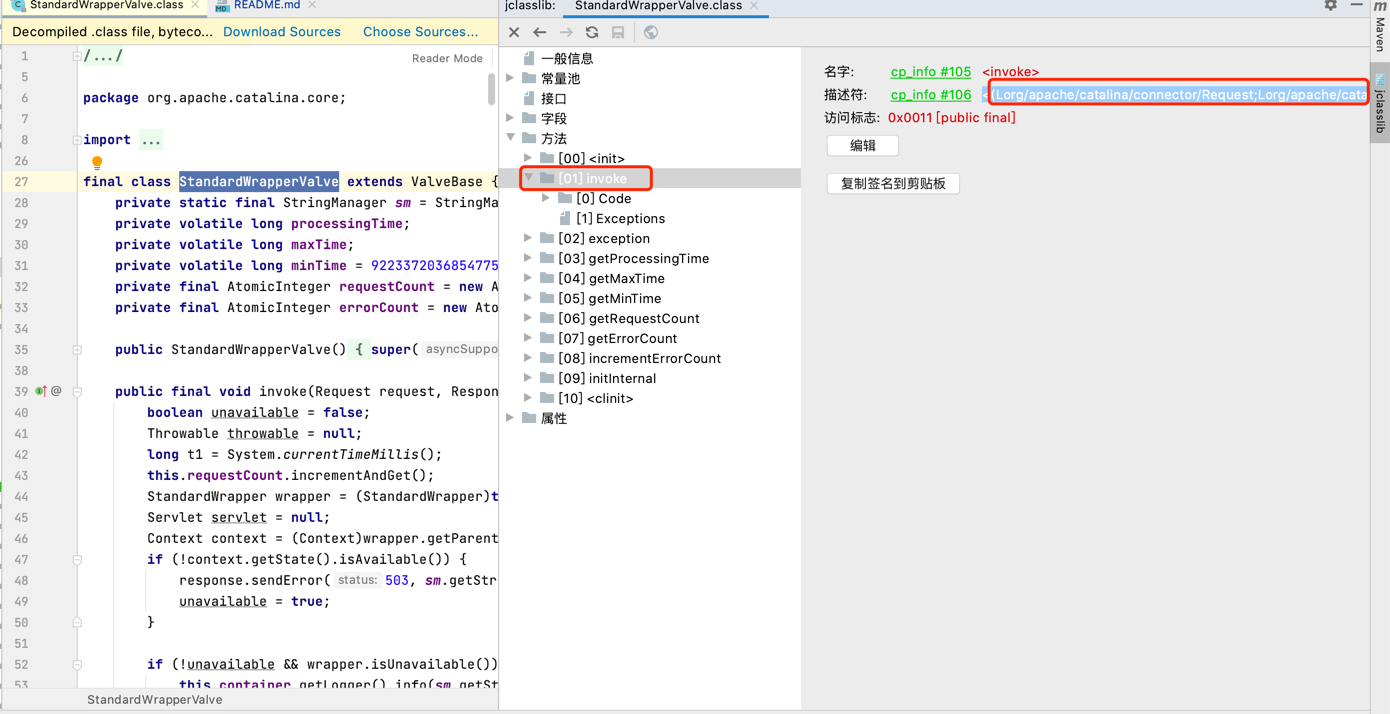 StandardWrapperValve.class
README.md
Decompiled .class file, byteco...
Download Sources
Choose Sources...
Reader Mode
1 /.../
5
6 package org.apache.catalina.core;
7
8 import ...
26
27 final class StandardWrapperValve extends ValveBase {
28 private static final StringManager sm = StringMa
29 private volatile long processingTime;
30 private volatile long maxTime;
31 private volatile long minTime = 9223372036854775
32 private final AtomicInteger requestCount = new A
33 private final AtomicInteger errorCount = new Ato
34
35 public StandardWrapperValve() { super( asyncSuppo
38
39 @ public final void invoke(Request request, Respon
40 boolean unavailable = false;
41 Throwable throwable = null;
42 long t1 = System.currentTimeMillis();
43 this.requestCount.incrementAndGet();
44 StandardWrapper wrapper = (StandardWrapper)t
45 Servlet servlet = null;
46 Context context = (Context)wrapper.getParent
47 if (!context.getState().isAvailable()) {
48 response.sendError( status: 503, sm.getStr
49 unavailable = true;
50 }
51
52 if (!unavailable && wrapper.isUnavailable())
53 this.container.getLogger().info(sm.getSt
StandardWrapperValve
jclasslib:
StandardWrapperValve.class
一般信息
常量池
接口
字段
方法
[00] <init>
[01] invoke
[0] Code
[1] Exceptions
[02] exception
[03] getProcessingTime
[04] getMaxTime
[05] getMinTime
[06] getRequestCount
[07] getErrorCount
[08] incrementErrorCount
[09] initInternal
[10] <clinit>
属性
名字: cp_info #105 <invoke>
描述符: cp_info #106 <(Lorg/apache/catalina/connector/Request;Lorg/apache/cata
访问标志: 0x0011 [public final]
编辑
复制签名到剪贴板
m
Maven
jclasslib